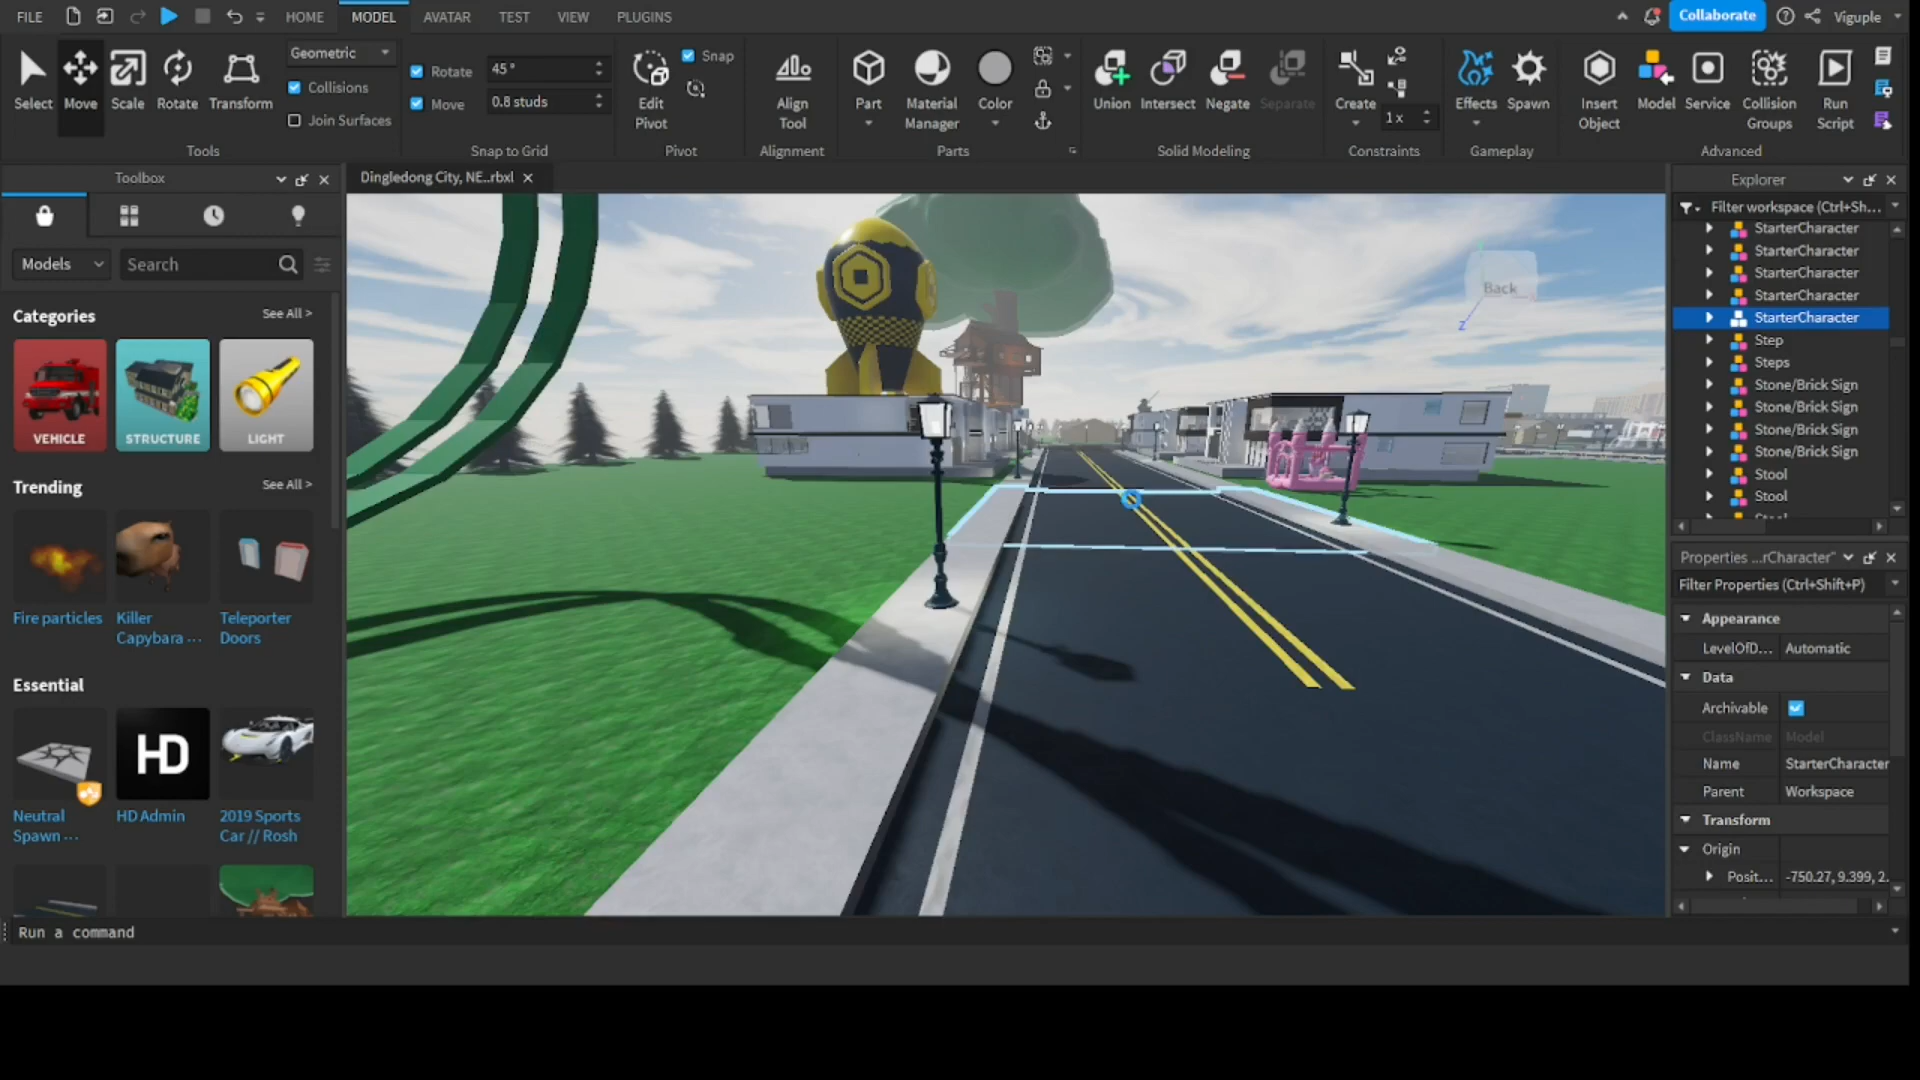 FILE HOME MODEL AVATAR TEST VIEW PLUGINS Collaborate Viguple
Select Move Scale Rotate Transform
Geometric
Collisions
Join Surfaces
Tools
Rotate 45 °
Move 0.8 studs
Snap to Grid
Edit Pivot
Snap
Pivot
Align Tool
Alignment
Part
Material Manager
Color
Parts
Union Intersect Negate Separate
Solid Modeling
Create
1 x
Constraints
Effects Spawn
Gameplay
Insert Object
Model
Service
Collision Groups
Run Script
Advanced
Toolbox
Models
Search
Categories
See All >
VEHICLE
STRUCTURE
LIGHT
Trending
See All >
Fire particles
Killer Capybara ...
Teleporter Doors
Essential
HD
Neutral Spawn ...
HD Admin
2019 Sports Car // Rosh
Dingledong City, NE...rbxl
Back
Z
Explorer
Filter workspace (Ctrl+Sh...
StarterCharacter
StarterCharacter
StarterCharacter
StarterCharacter
StarterCharacter
Step
Steps
Stone/Brick Sign
Stone/Brick Sign
Stone/Brick Sign
Stone/Brick Sign
Stool
Stool
Properties ...rCharacter"
Filter Properties (Ctrl+Shift+P)
Appearance
LevelOfD... Automatic
Data
Archivable
ClassName Model
Name StarterCharacter
Parent Workspace
Transform
Origin
Posit... -750.27, 9.399, 2.
Run a command